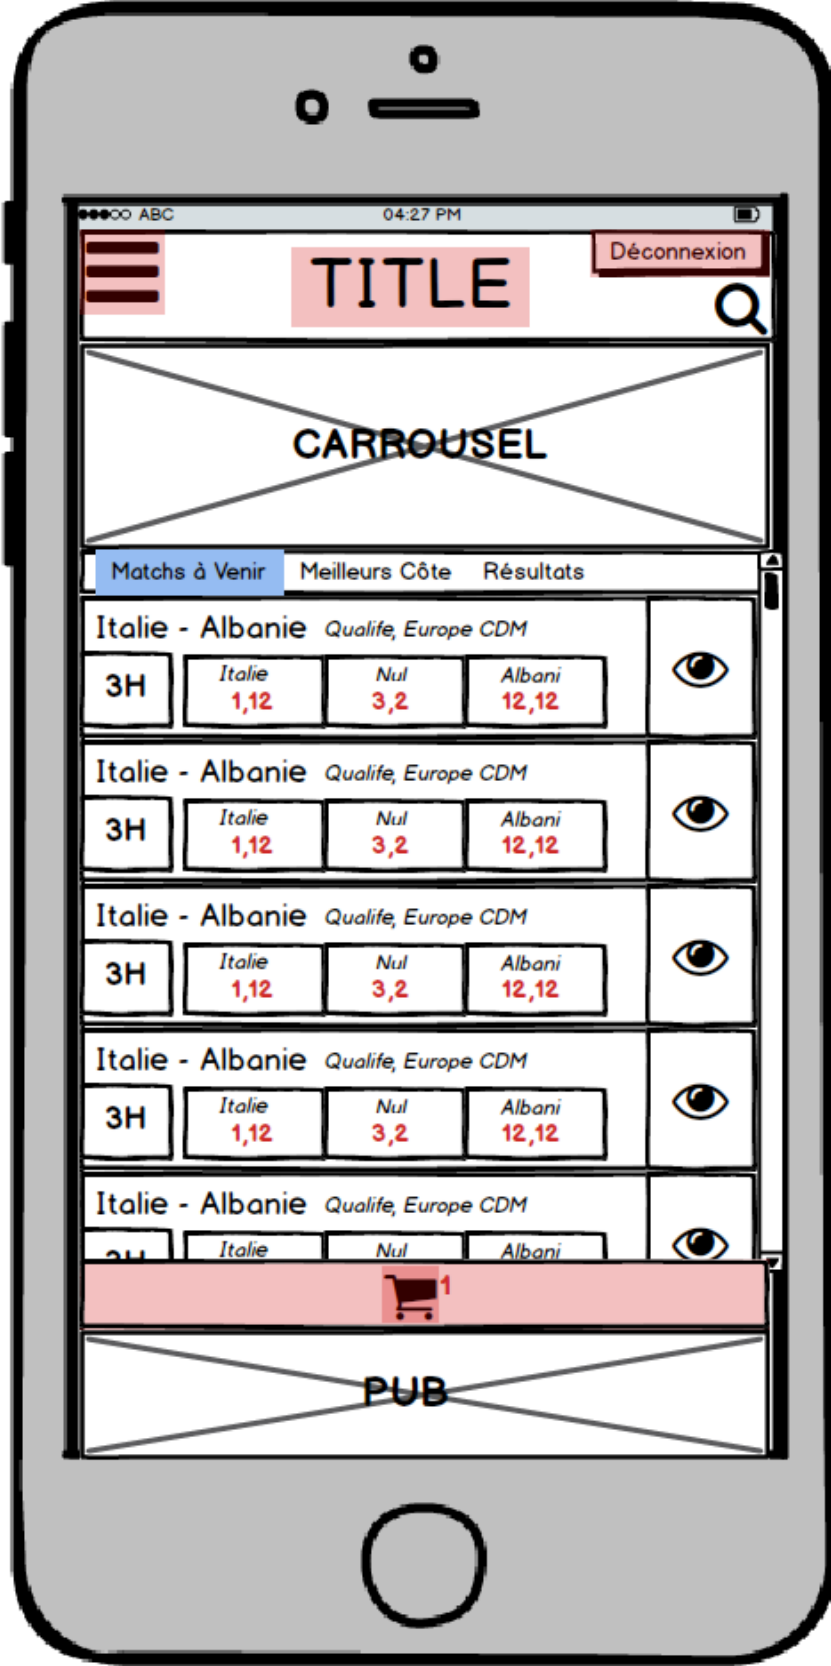 ABC 04:27 PM
Déconnexion
TITLE
CARROUSEL
Matchs à Venir Meilleurs Côte Résultats
Italie - Albanie Qualife, Europe CDM
3H Italie Nul Albani
1,12 3,2 12,12
Italie - Albanie Qualife, Europe CDM
3H Italie Nul Albani
1,12 3,2 12,12
Italie - Albanie Qualife, Europe CDM
3H Italie Nul Albani
1,12 3,2 12,12
Italie - Albanie Qualife, Europe CDM
3H Italie Nul Albani
1,12 3,2 12,12
Italie - Albanie Qualife, Europe CDM
3H Italie Nul Albani
1
PUB